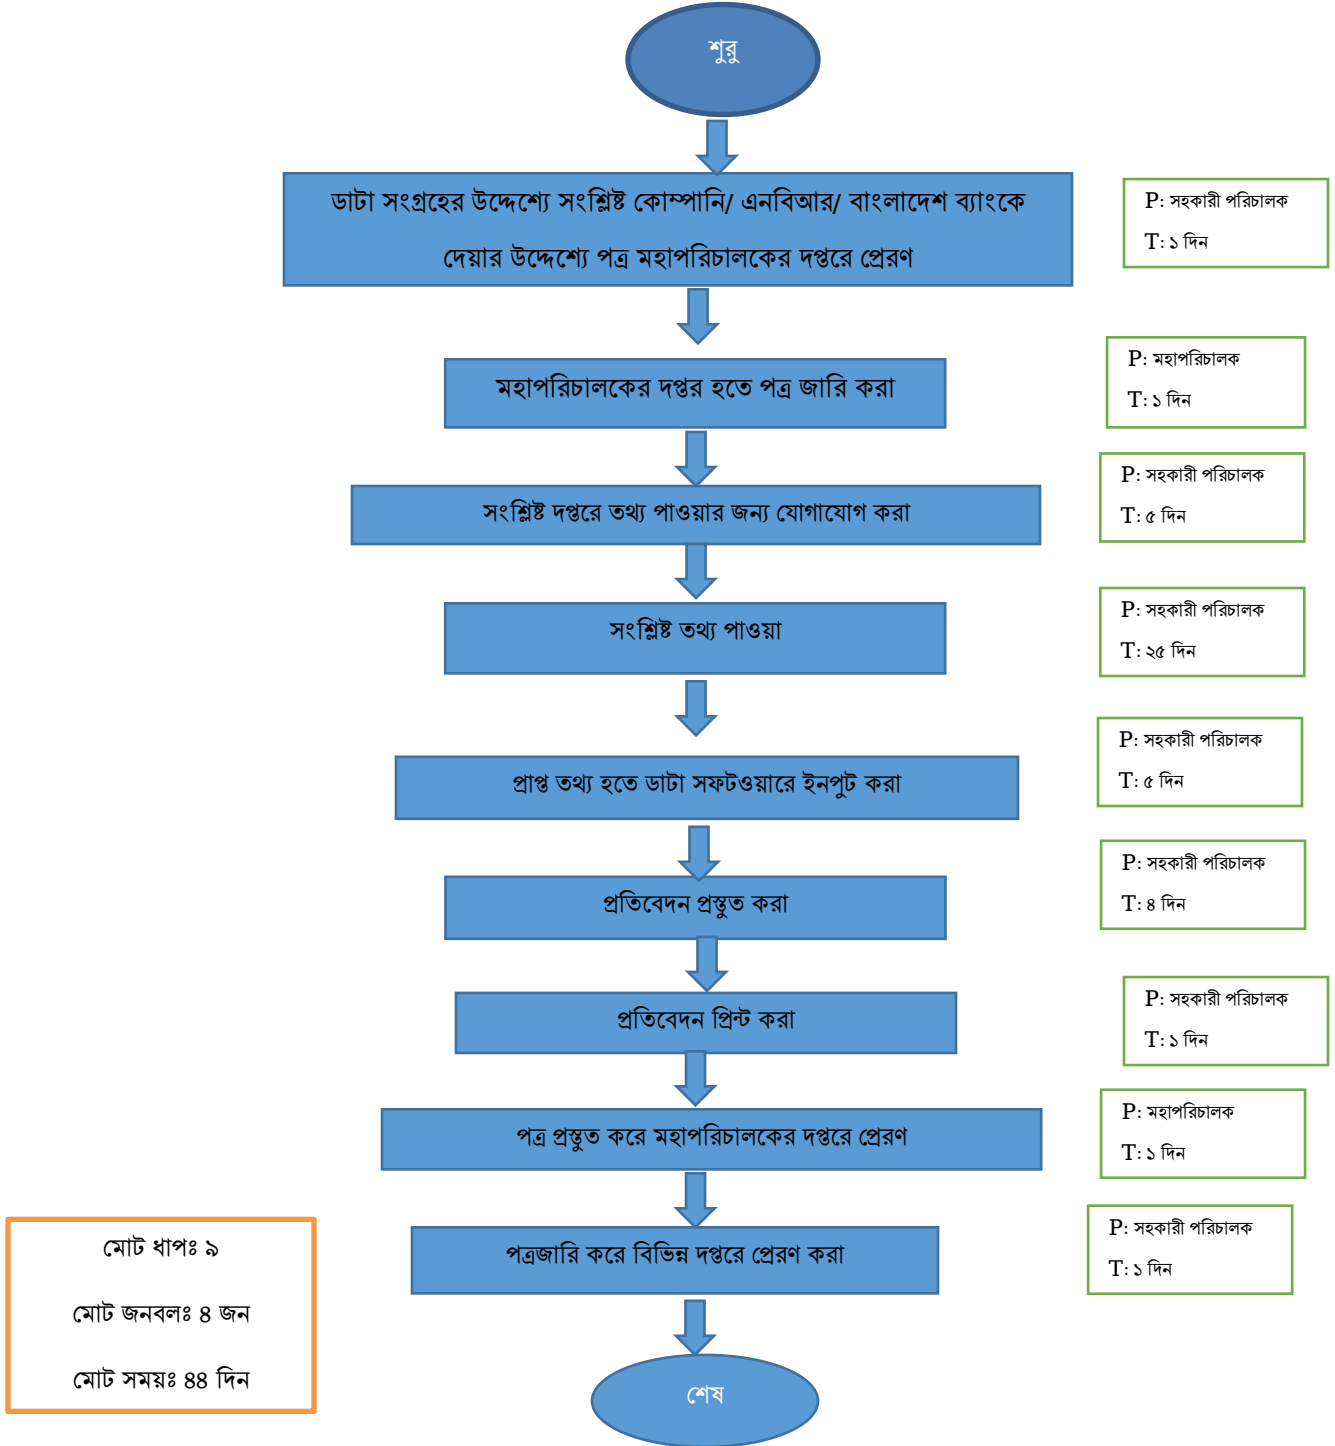 শুরু
ডাটা সংগ্রহের উদ্দেশ্যে সংশ্লিষ্ট কোম্পানি/ এনবিআর/ বাংলাদেশ ব্যাংকে
দেয়ার উদ্দেশ্যে পত্র মহাপরিচালকের দপ্তরে প্রেরণ
P: সহকারী পরিচালক
T: ১ দিন
মহাপরিচালকের দপ্তর হতে পত্র জারি করা
P: মহাপরিচালক
T: ১ দিন
সংশ্লিষ্ট দপ্তরে তথ্য পাওয়ার জন্য যোগাযোগ করা
P: সহকারী পরিচালক
T: ৫ দিন
সংশ্লিষ্ট তথ্য পাওয়া
P: সহকারী পরিচালক
T: ২৫ দিন
প্রাপ্ত তথ্য হতে ডাটা সফটওয়ারে ইনপুট করা
P: সহকারী পরিচালক
T: ৫ দিন
প্রতিবেদন প্রস্তুত করা
P: সহকারী পরিচালক
T: ৪ দিন
প্রতিবেদন প্রিন্ট করা
P: সহকারী পরিচালক
T: ১ দিন
পত্র প্রস্তুত করে মহাপরিচালকের দপ্তরে প্রেরণ
P: মহাপরিচালক
T: ১ দিন
পত্রজারি করে বিভিন্ন দপ্তরে প্রেরণ করা
P: সহকারী পরিচালক
T: ১ দিন
মোট ধাপঃ ৯
মোট জনবলঃ ৪ জন
মোট সময়ঃ ৪৪ দিন
শেষ